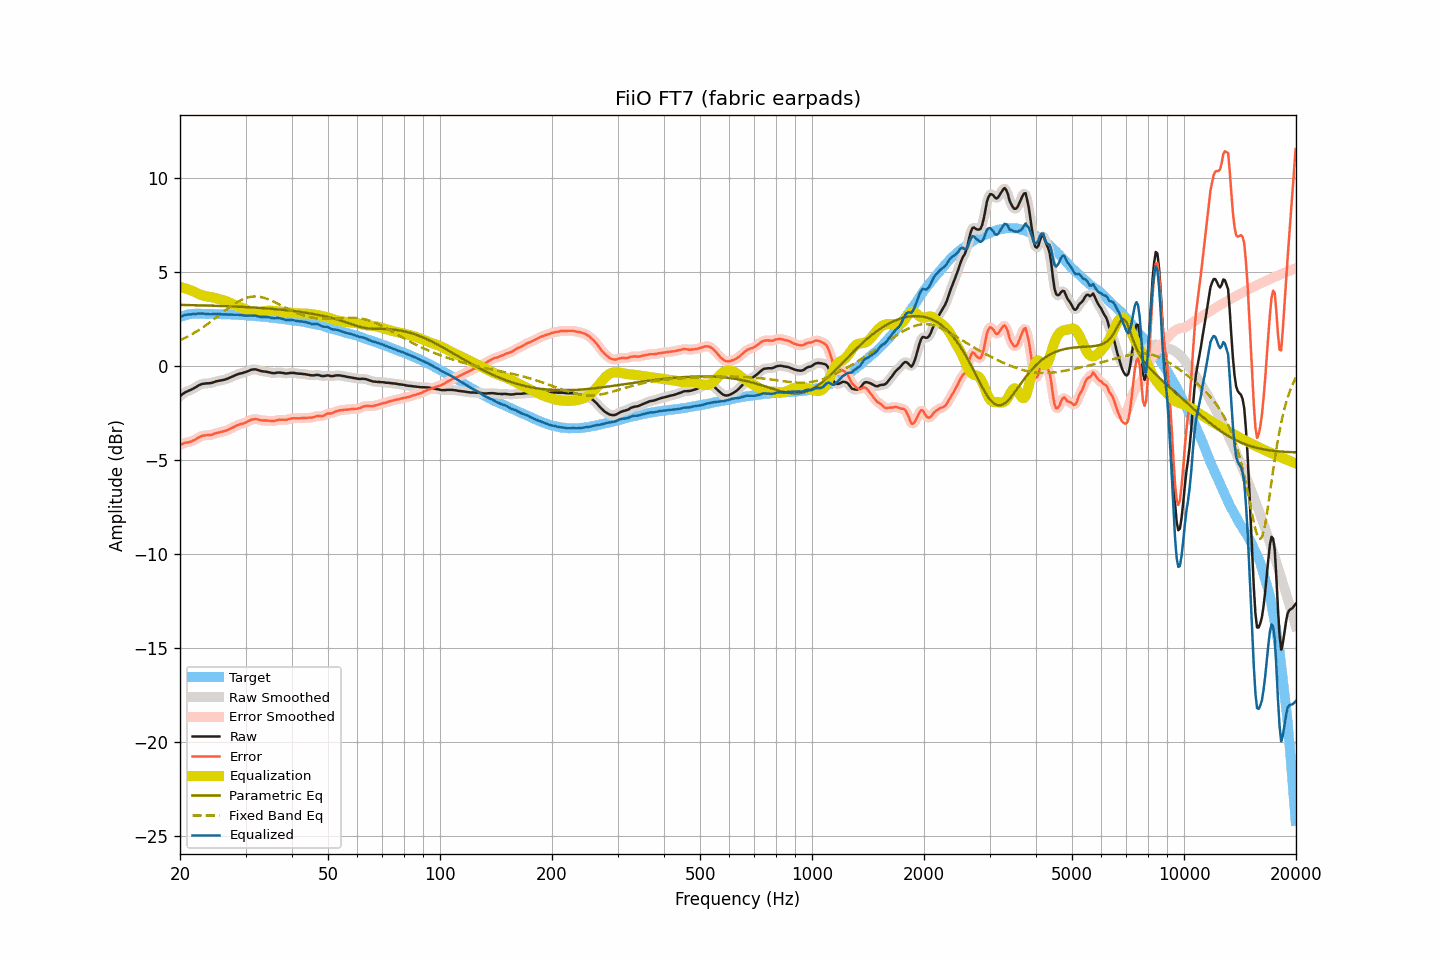 FiiO FT7 (fabric earpads)
Amplitude (dBr)
10
5
0
−5
−10
−15
−20
−25
Target
Raw Smoothed
Error Smoothed
Raw
Error
Equalization
Parametric Eq
Fixed Band Eq
Equalized
20 50 100 200 500 1000 2000 5000 10000 20000
Frequency (Hz)